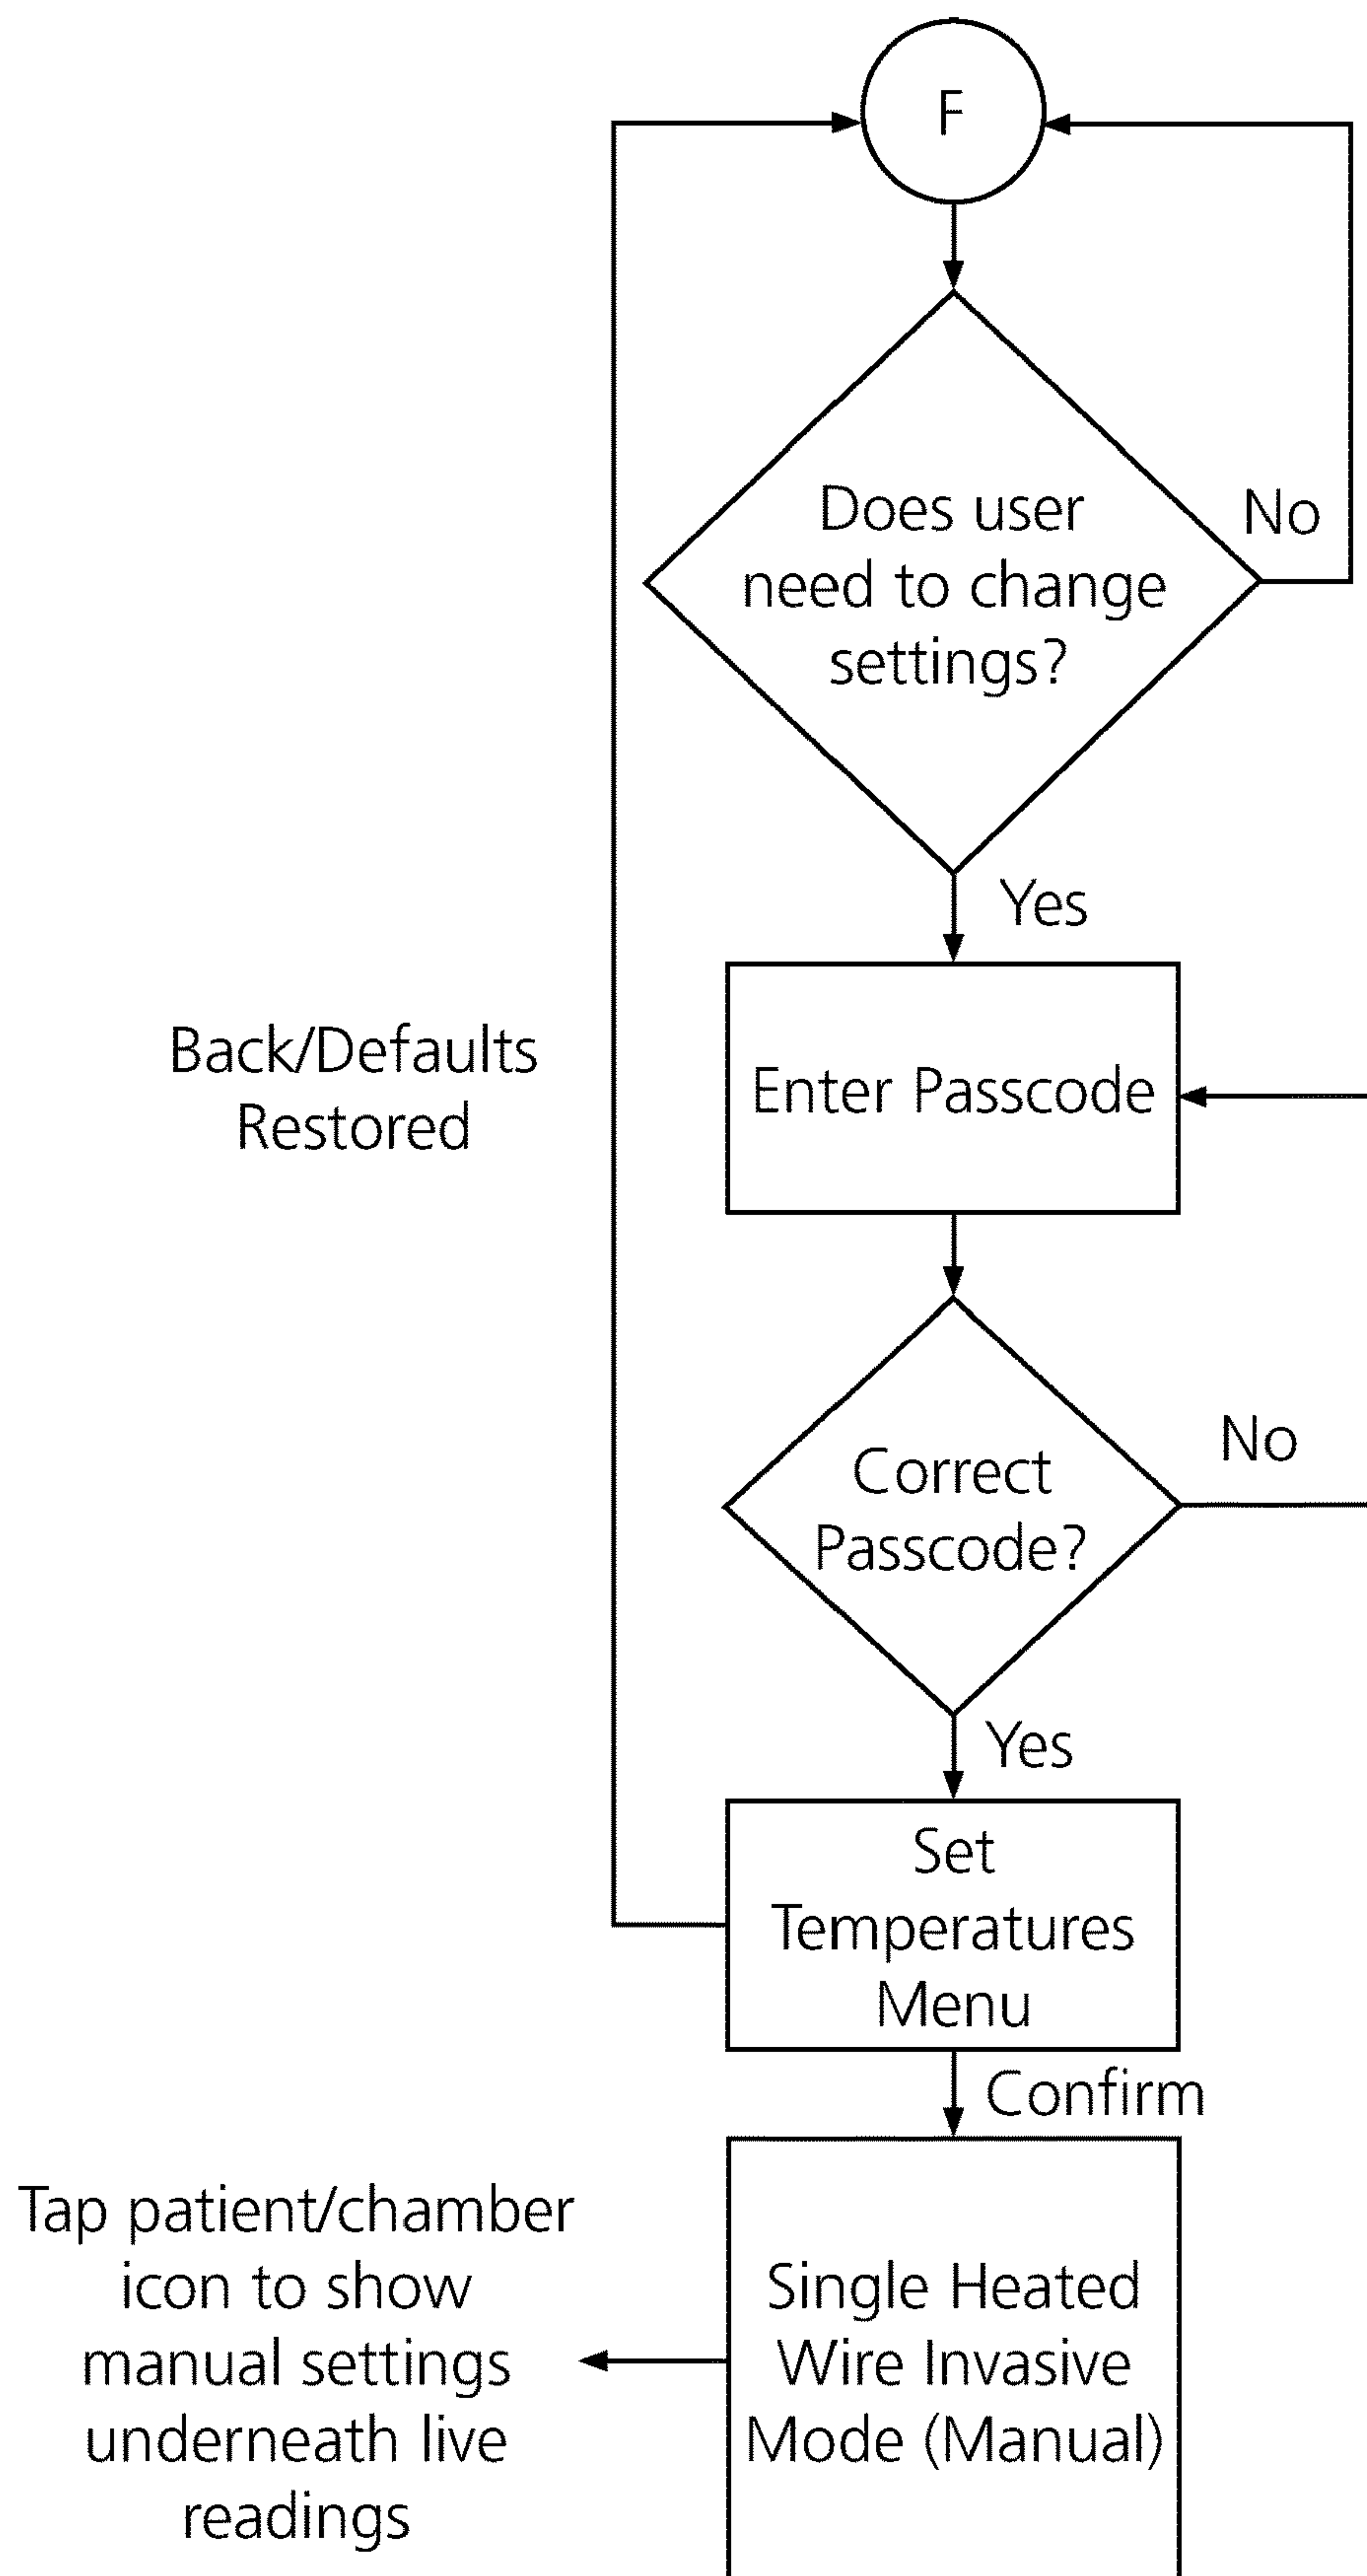 F
Does user
need to change
settings?
No
Yes
Back/Defaults
Restored
Enter Passcode
Correct
Passcode?
No
Yes
Set
Temperatures
Menu
Confirm
Tap patient/chamber
icon to show
manual settings
underneath live
readings
Single Heated
Wire Invasive
Mode (Manual)